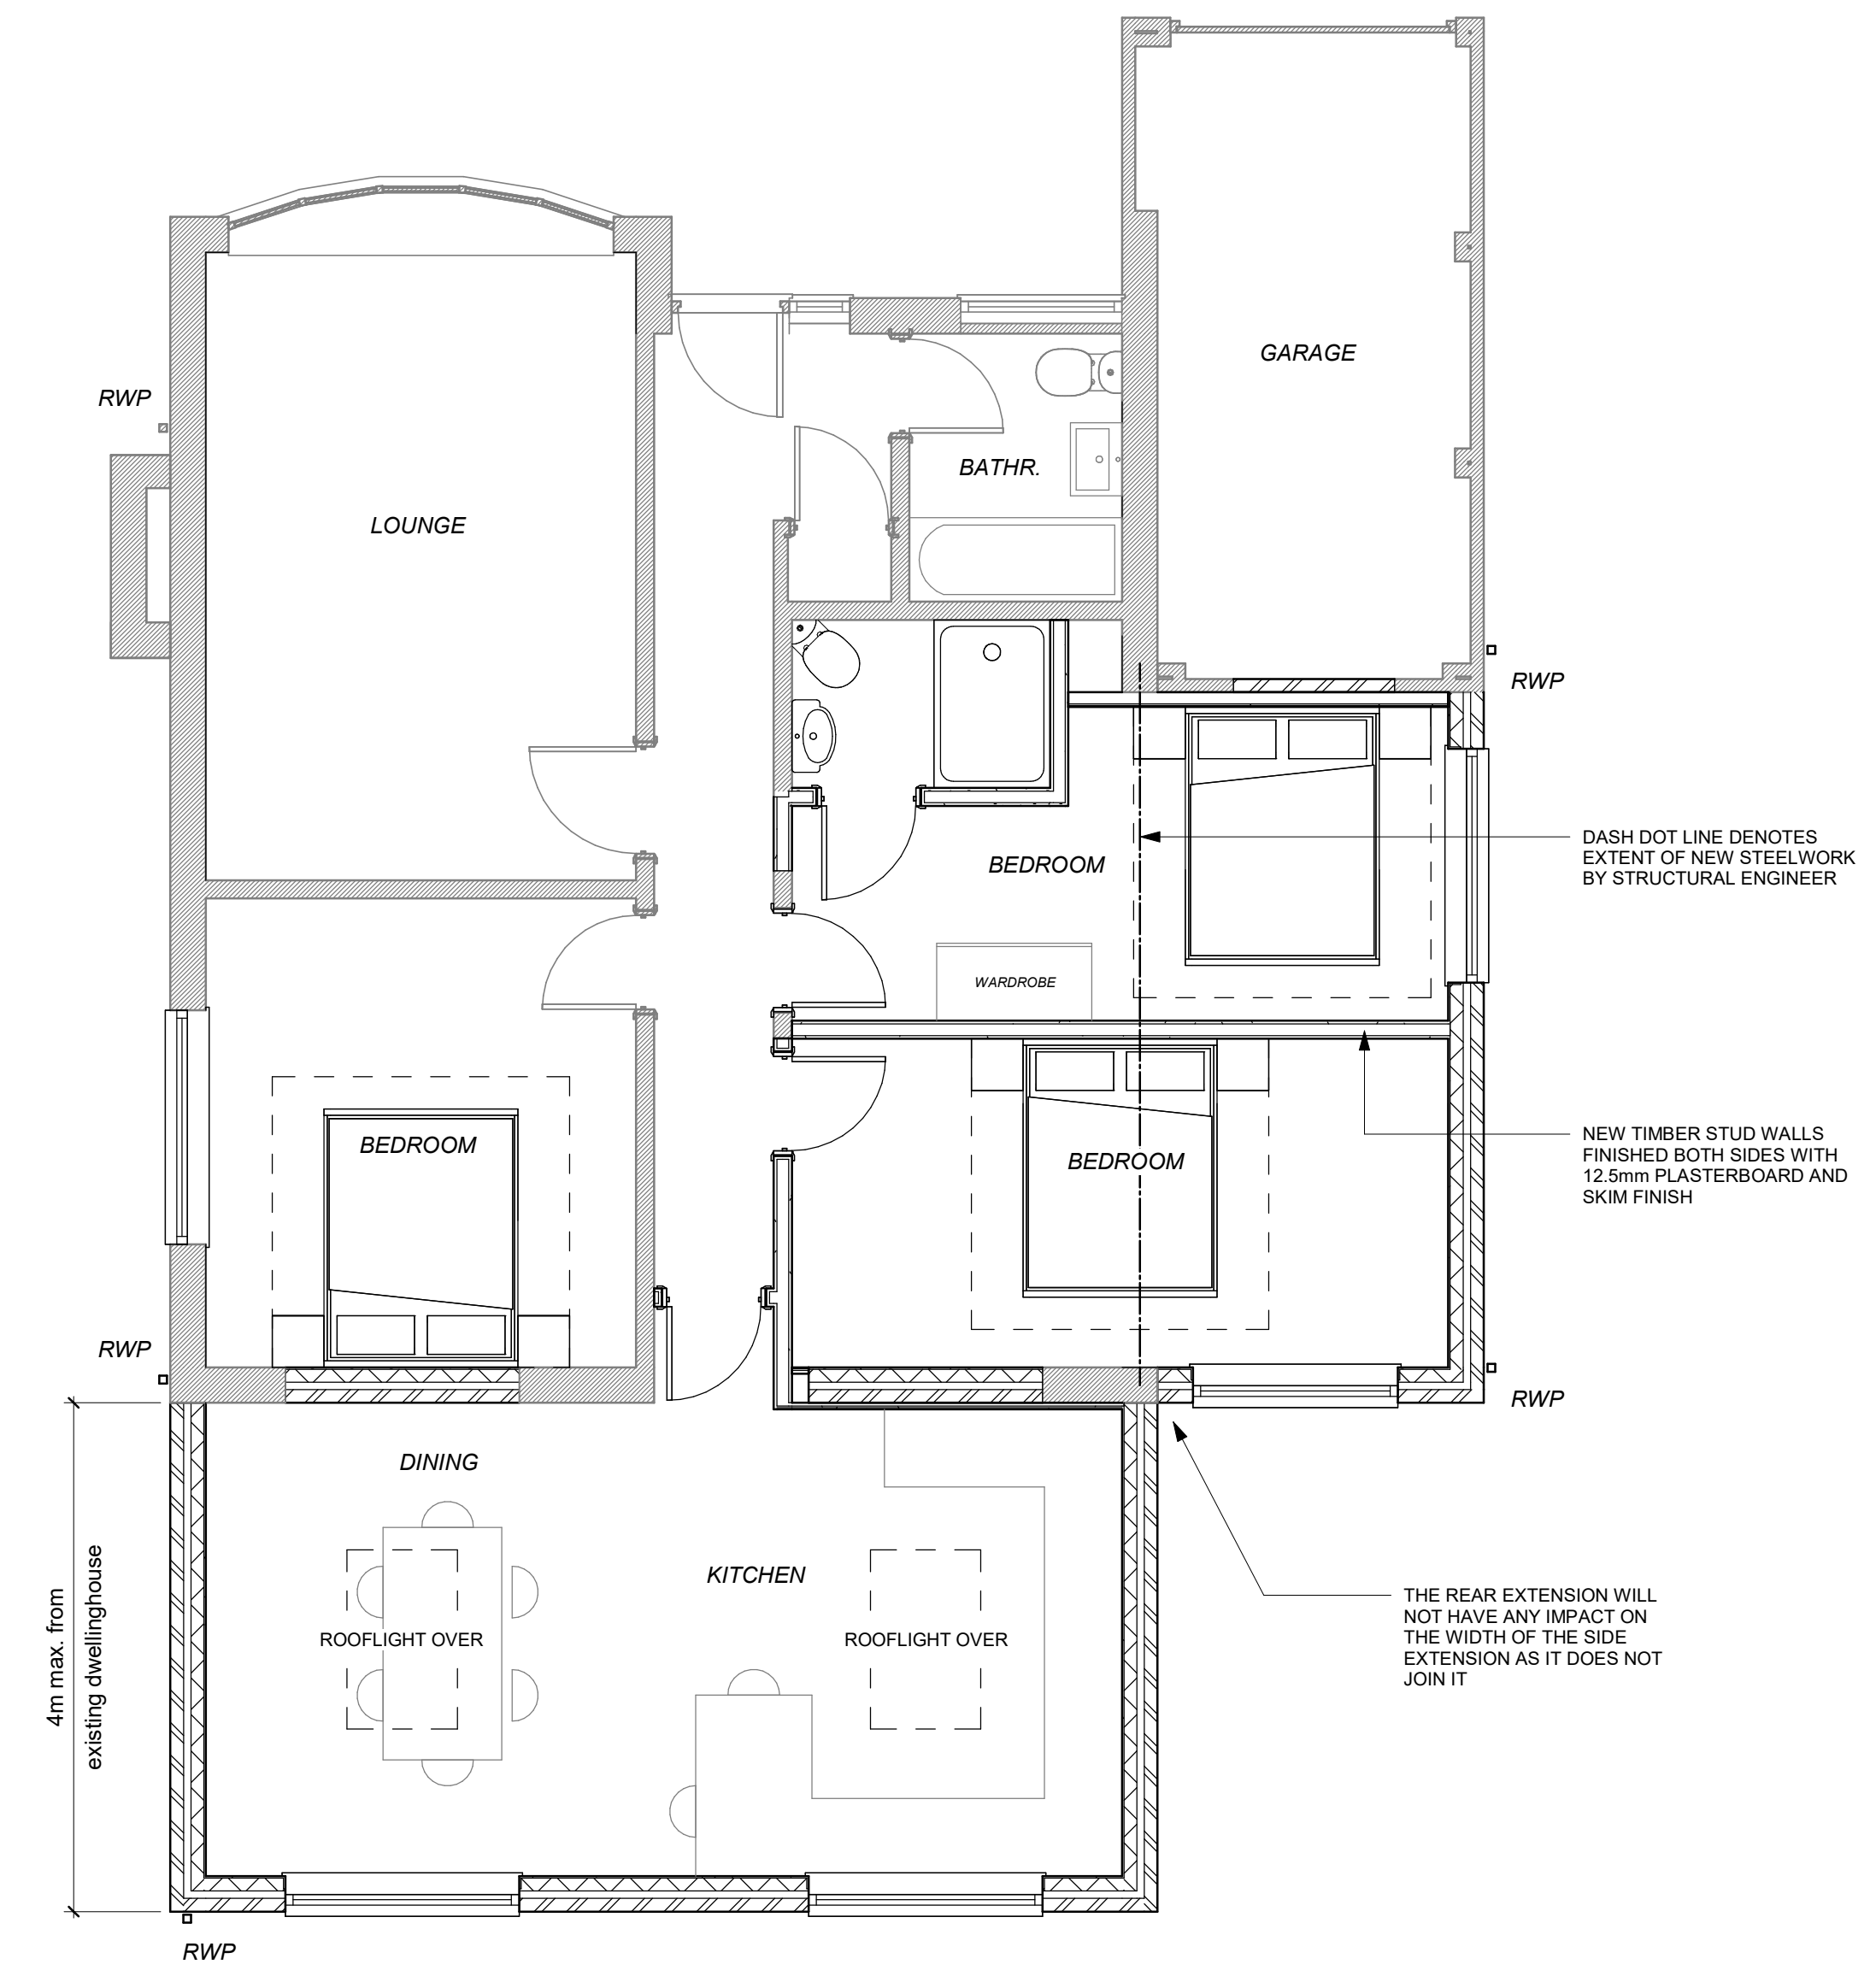 GARAGE
RWP
BATHR.
LOUNGE
RWP
DASH DOT LINE DENOTES
EXTENT OF NEW STEELWORK
BY STRUCTURAL ENGINEER
BEDROOM
WARDROBE
NEW TIMBER STUD WALLS
FINISHED BOTH SIDES WITH
12.5mm PLASTERBOARD AND
SKIM FINISH
BEDROOM
BEDROOM
RWP
RWP
DINING
KITCHEN
4m max. from
existing dwellinghouse
ROOFLIGHT OVER
ROOFLIGHT OVER
THE REAR EXTENSION WILL
NOT HAVE ANY IMPACT ON
THE WIDTH OF THE SIDE
EXTENSION AS IT DOES NOT
JOIN IT
RWP